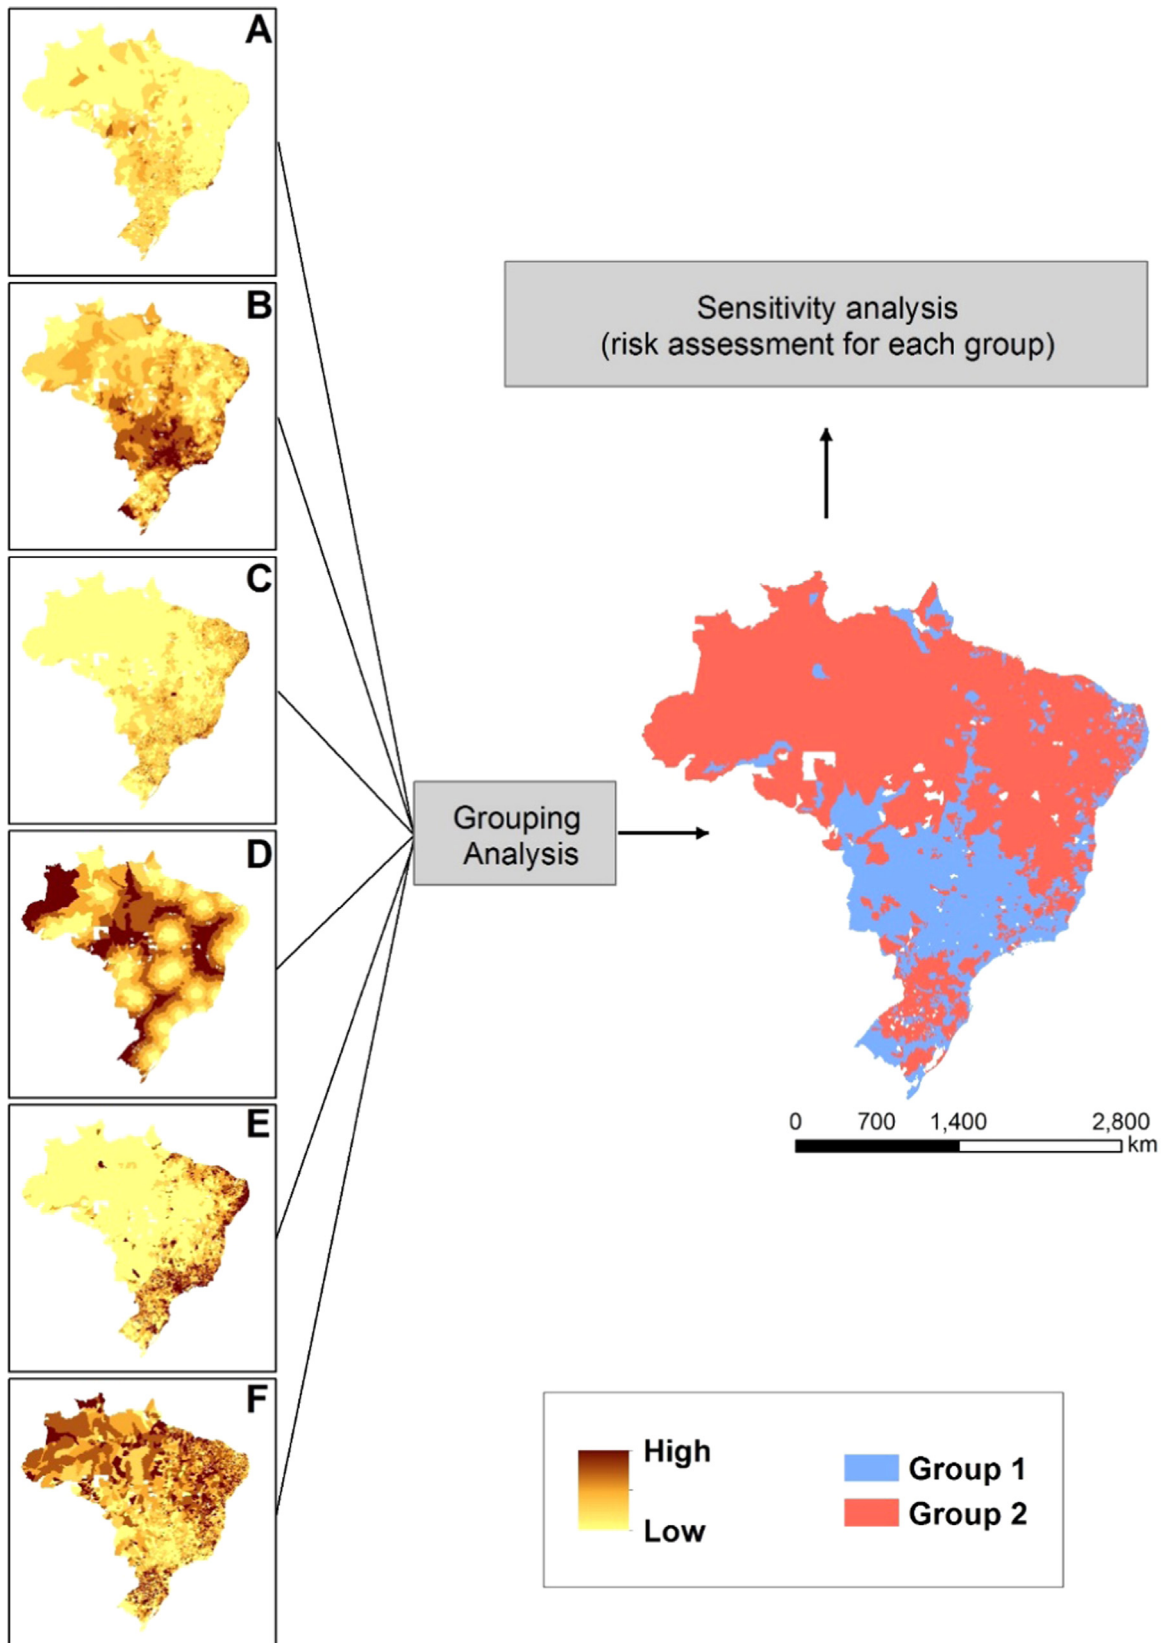 A
B
C
D
E
F
Sensitivity analysis
(risk assessment for each group)
Grouping
Analysis
0 700 1,400 2,800
km
High
Low
Group 1
Group 2